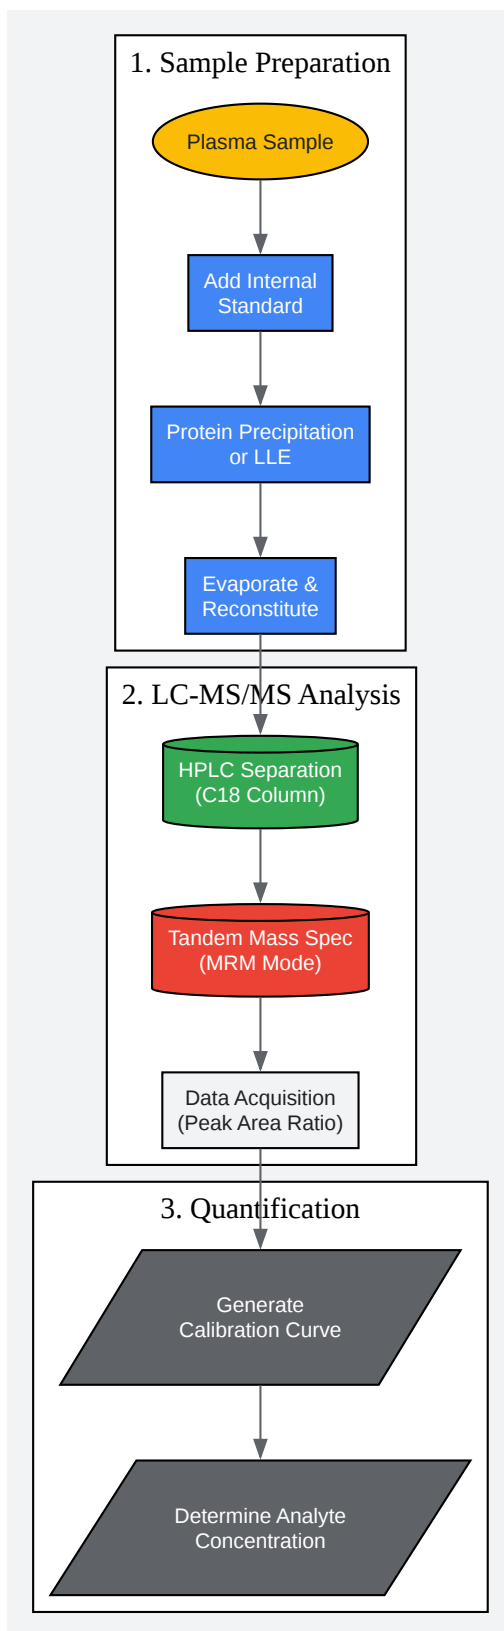 1. Sample Preparation
Plasma Sample
Add Internal
Standard
Protein Precipitation
or LLE
Evaporate &
Reconstitute
2. LC-MS/MS Analysis
HPLC Separation
(C18 Column)
Tandem Mass Spec
(MRM Mode)
Data Acquisition
(Peak Area Ratio)
3. Quantification
Generate
Calibration Curve
Determine Analyte
Concentration